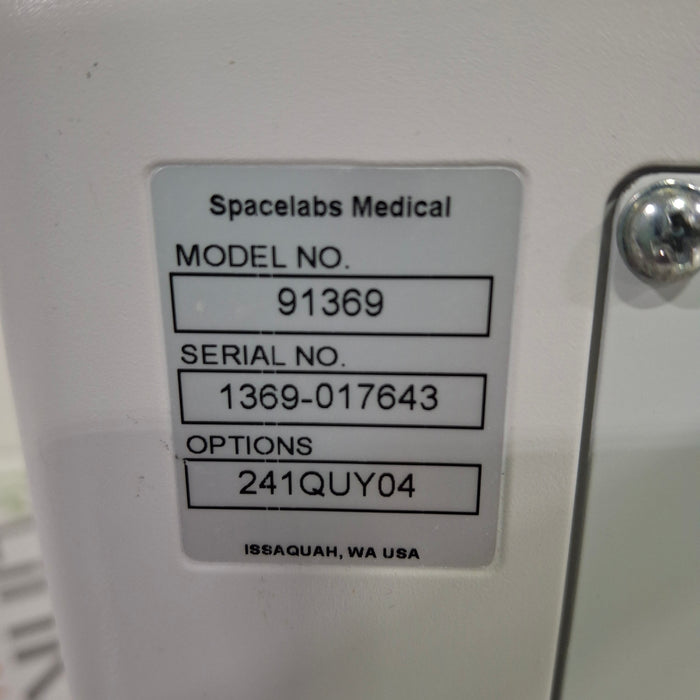 Spacelabs Medical
MODEL NO.
91369
SERIAL NO.
1369-017643
OPTIONS
241QUY04
ISSAQUAH, WA USA